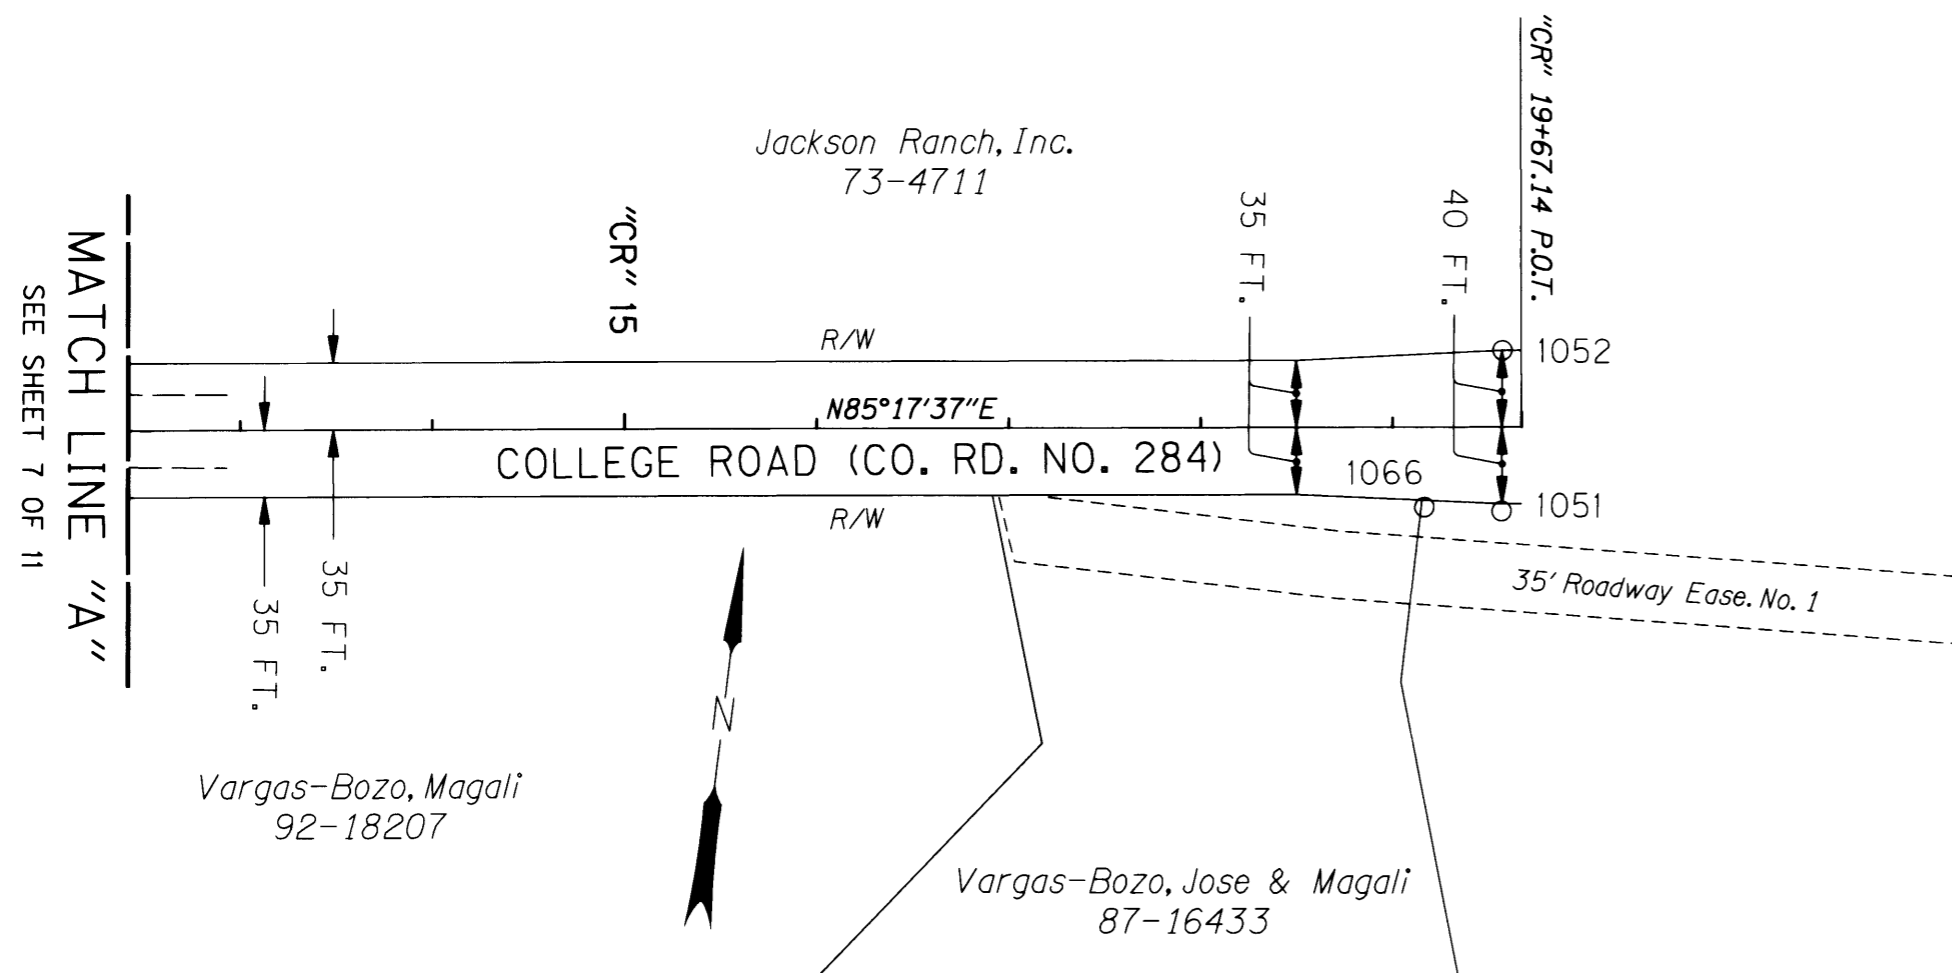 "CR" 19+67.14 P.O.T.
Jackson Ranch, Inc.
73-4711
35 FT.
40 FT.
"CR" 15
MATCH LINE "A"
SEE SHEET 7 OF 11
R/W
1052
N85°17'37"E
COLLEGE ROAD (CO. RD. NO. 284)
1066
1051
R/W
35 FT.
35 FT.
35' Roadway Ease. No. 1
N
Vargas-Bozo, Magali
92-18207
Vargas-Bozo, Jose & Magali
87-16433